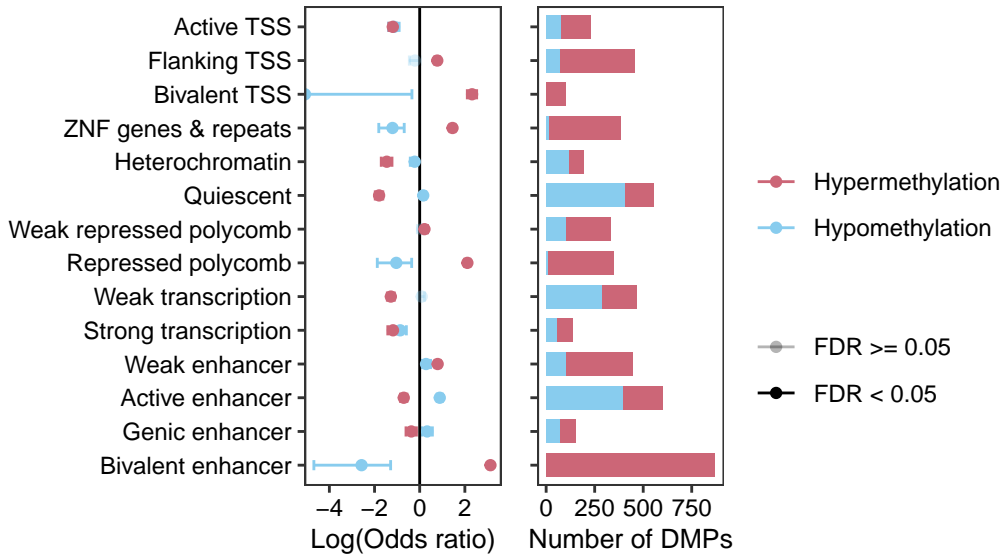 Active TSS
Flanking TSS
Bivalent TSS
ZNF genes & repeats
Heterochromatin
Quiescent
Weak repressed polycomb
Repressed polycomb
Weak transcription
Strong transcription
Weak enhancer
Active enhancer
Genic enhancer
Bivalent enhancer
−4 −2 0 2
Log(Odds ratio)
0 250 750
Number of DMPs
Hypermethylation
Hypomethylation
FDR >= 0.05
FDR < 0.05